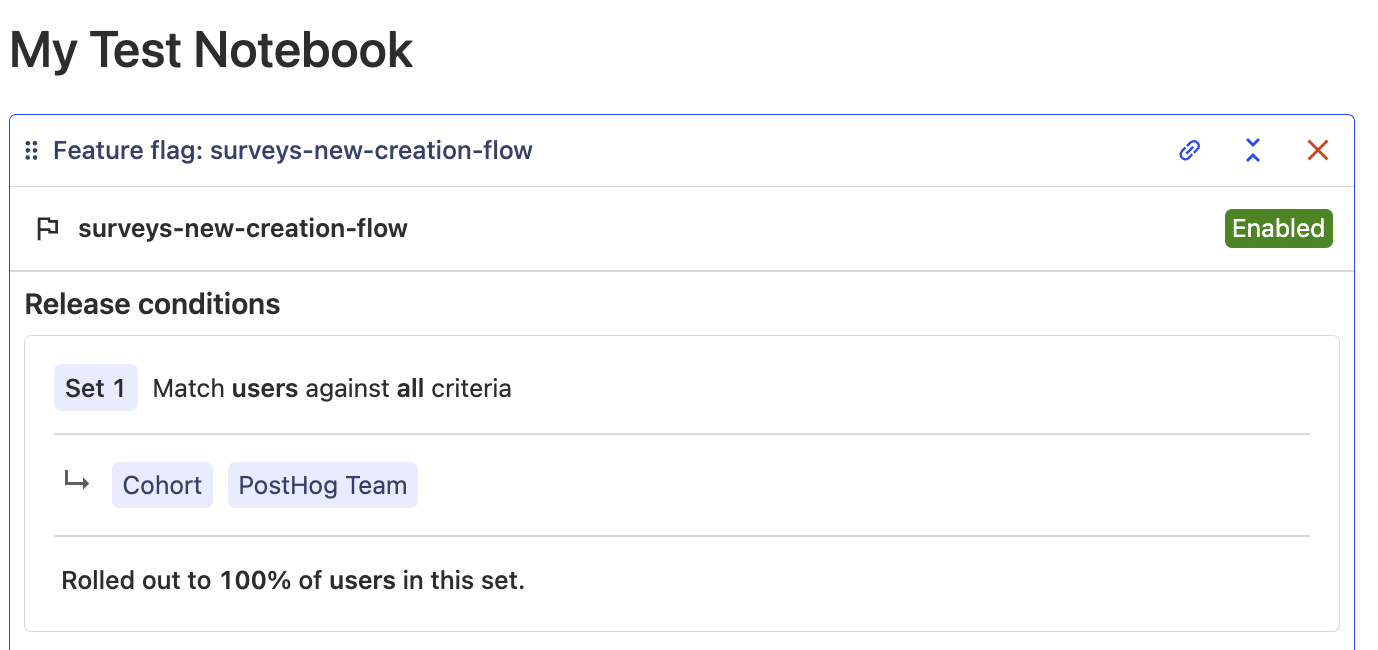 My Test Notebook
Feature flag: surveys-new-creation-flow
surveys-new-creation-flow Enabled
Release conditions
Set 1 Match users against all criteria
Cohort PostHog Team
Rolled out to 100% of users in this set.